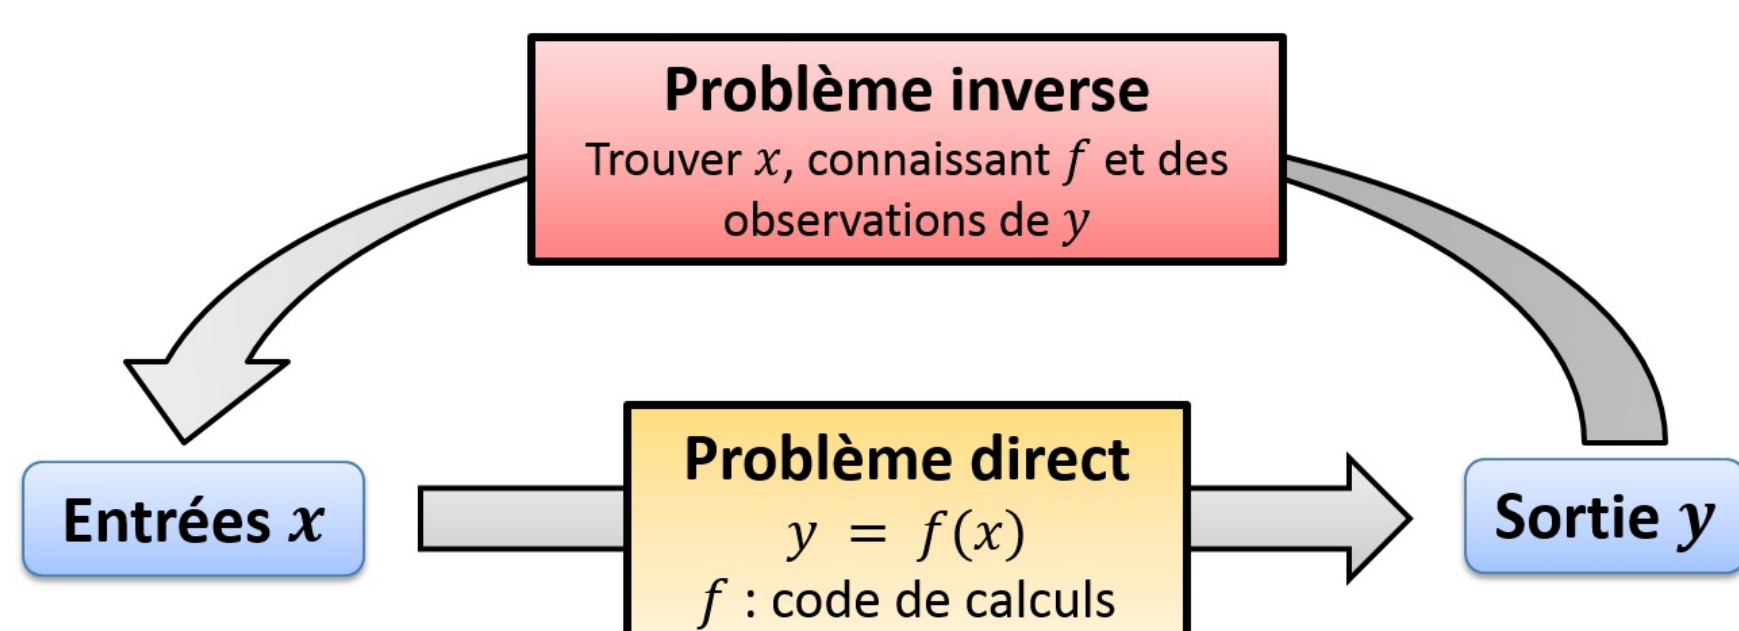 Problème inverse
Trouver x, connaissant f et des
observations de y
Problème direct
y = f(x)
f : code de calculs
Entrées x
Sortie y